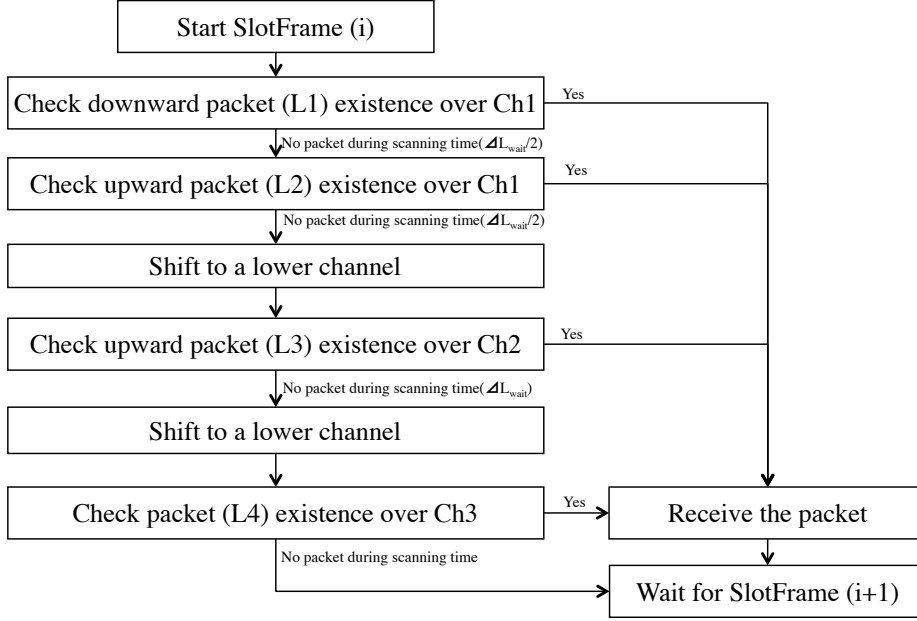 Start SlotFrame (i)
Check downward packet (L1) existence over Ch1
Yes
No packet during scanning time(⊿Lwait/2)
Check upward packet (L2) existence over Ch1
Yes
No packet during scanning time(⊿Lwait/2)
Shift to a lower channel
Check upward packet (L3) existence over Ch2
Yes
No packet during scanning time(⊿Lwait)
Shift to a lower channel
Check packet (L4) existence over Ch3
Yes
Receive the packet
No packet during scanning time
Wait for SlotFrame (i+1)